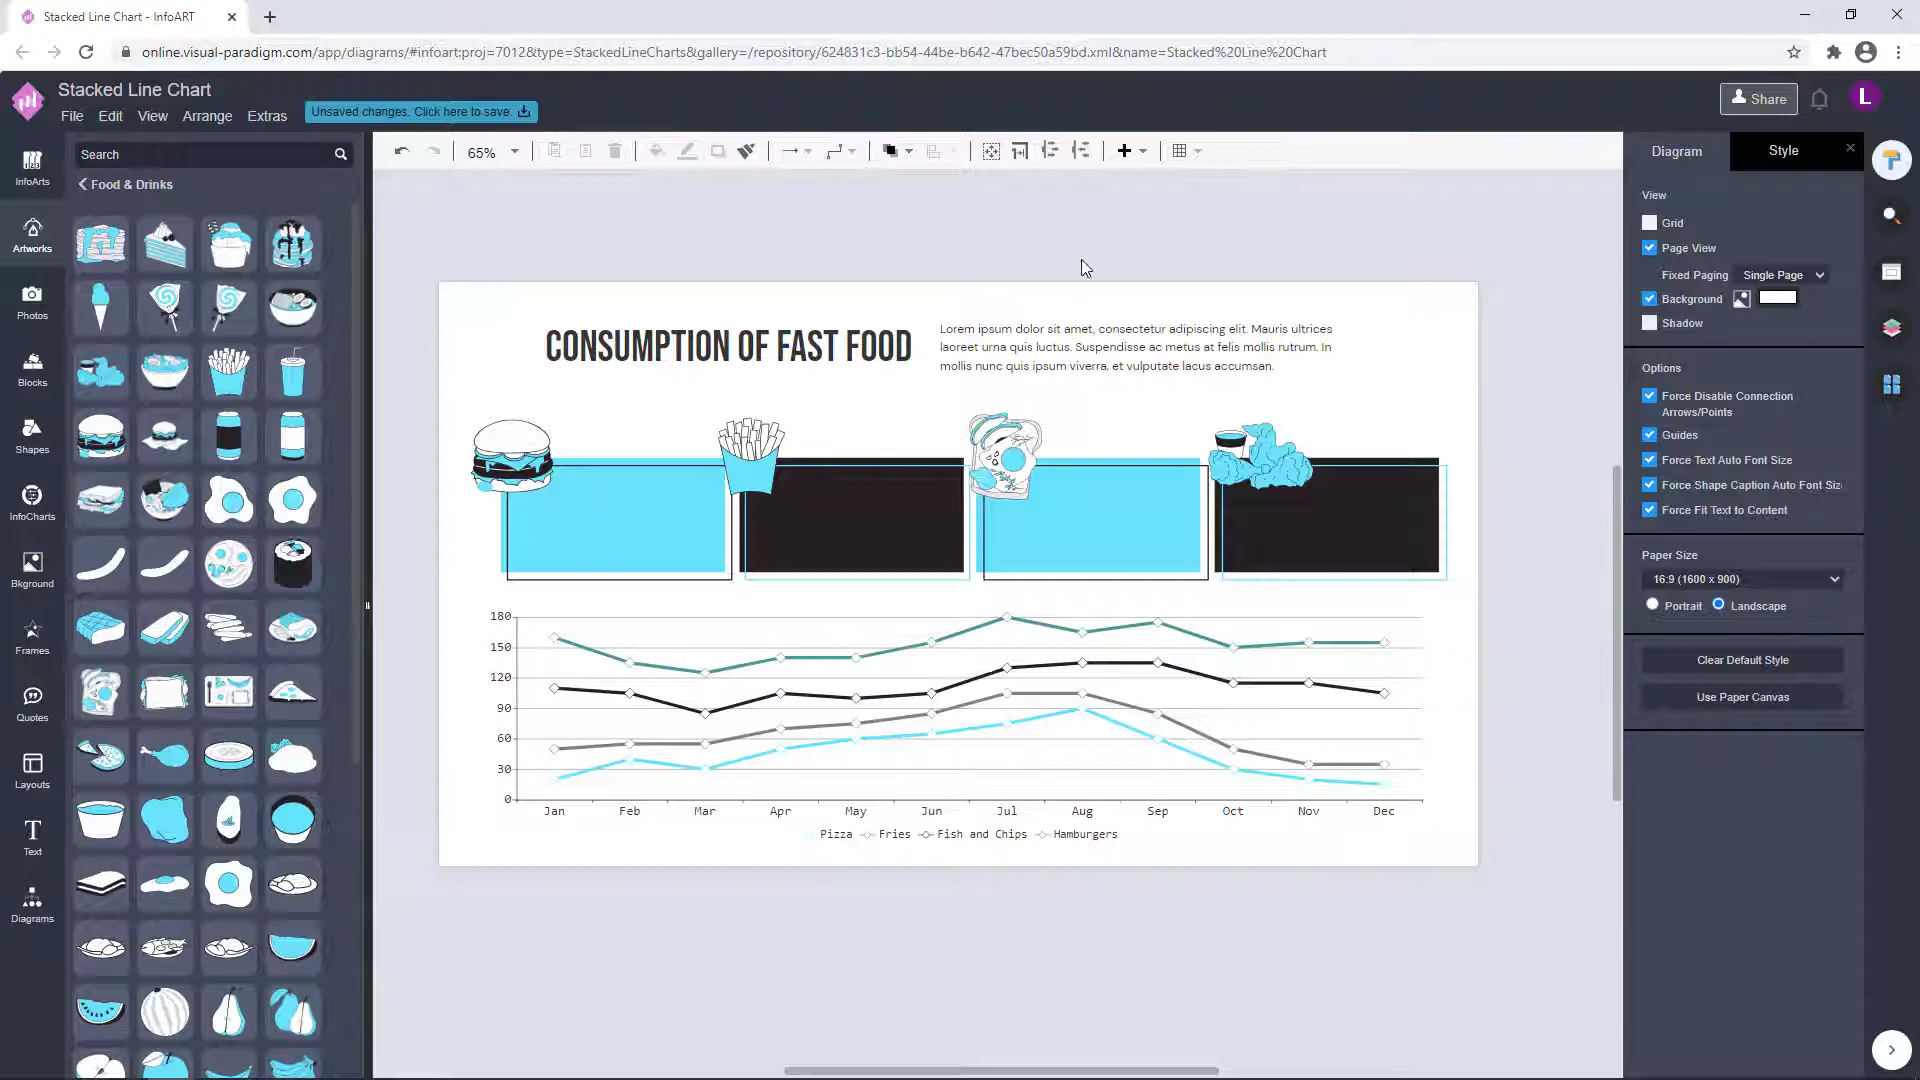 Stacked Line Chart - InfoART
online.visual-paradigm.com/app/diagrams/#infoart:proj=7012&type=StackedLineCharts&gallery=/repository/624831c3-bb54-44be-b642-47bec50a59bd.xml&name=Stacked%20Line%20Chart
Stacked Line Chart
File Edit View Arrange Extras
Unsaved changes. Click here to save.
Share
L
Search
Food & Drinks
InfoArts
Artworks
Photos
Blocks
Shapes
InfoCharts
Bkground
Frames
Quotes
Layouts
Text
Diagrams
65%
CONSUMPTION OF FAST FOOD
Lorem ipsum dolor sit amet, consectetur adipiscing elit. Mauris ultrices
laoreet urna quis luctus. Suspendisse ac metus at felis mollis rutrum. In
mollis nunc quis ipsum viverra, et vulputate lacus accumsan.
180
150
120
90
60
30
0
Jan Feb Mar Apr May Jun Jul Aug Sep Oct Nov Dec
Pizza Fries Fish and Chips Hamburgers
Diagram Style
View
Grid
Page View
Fixed Paging Single Page
Background
Shadow
Options
Force Disable Connection
Arrows/Points
Guides
Force Text Auto Font Size
Force Shape Caption Auto Font Siz
Force Fit Text to Content
Paper Size
16:9 (1600 x 900)
Portrait Landscape
Clear Default Style
Use Paper Canvas